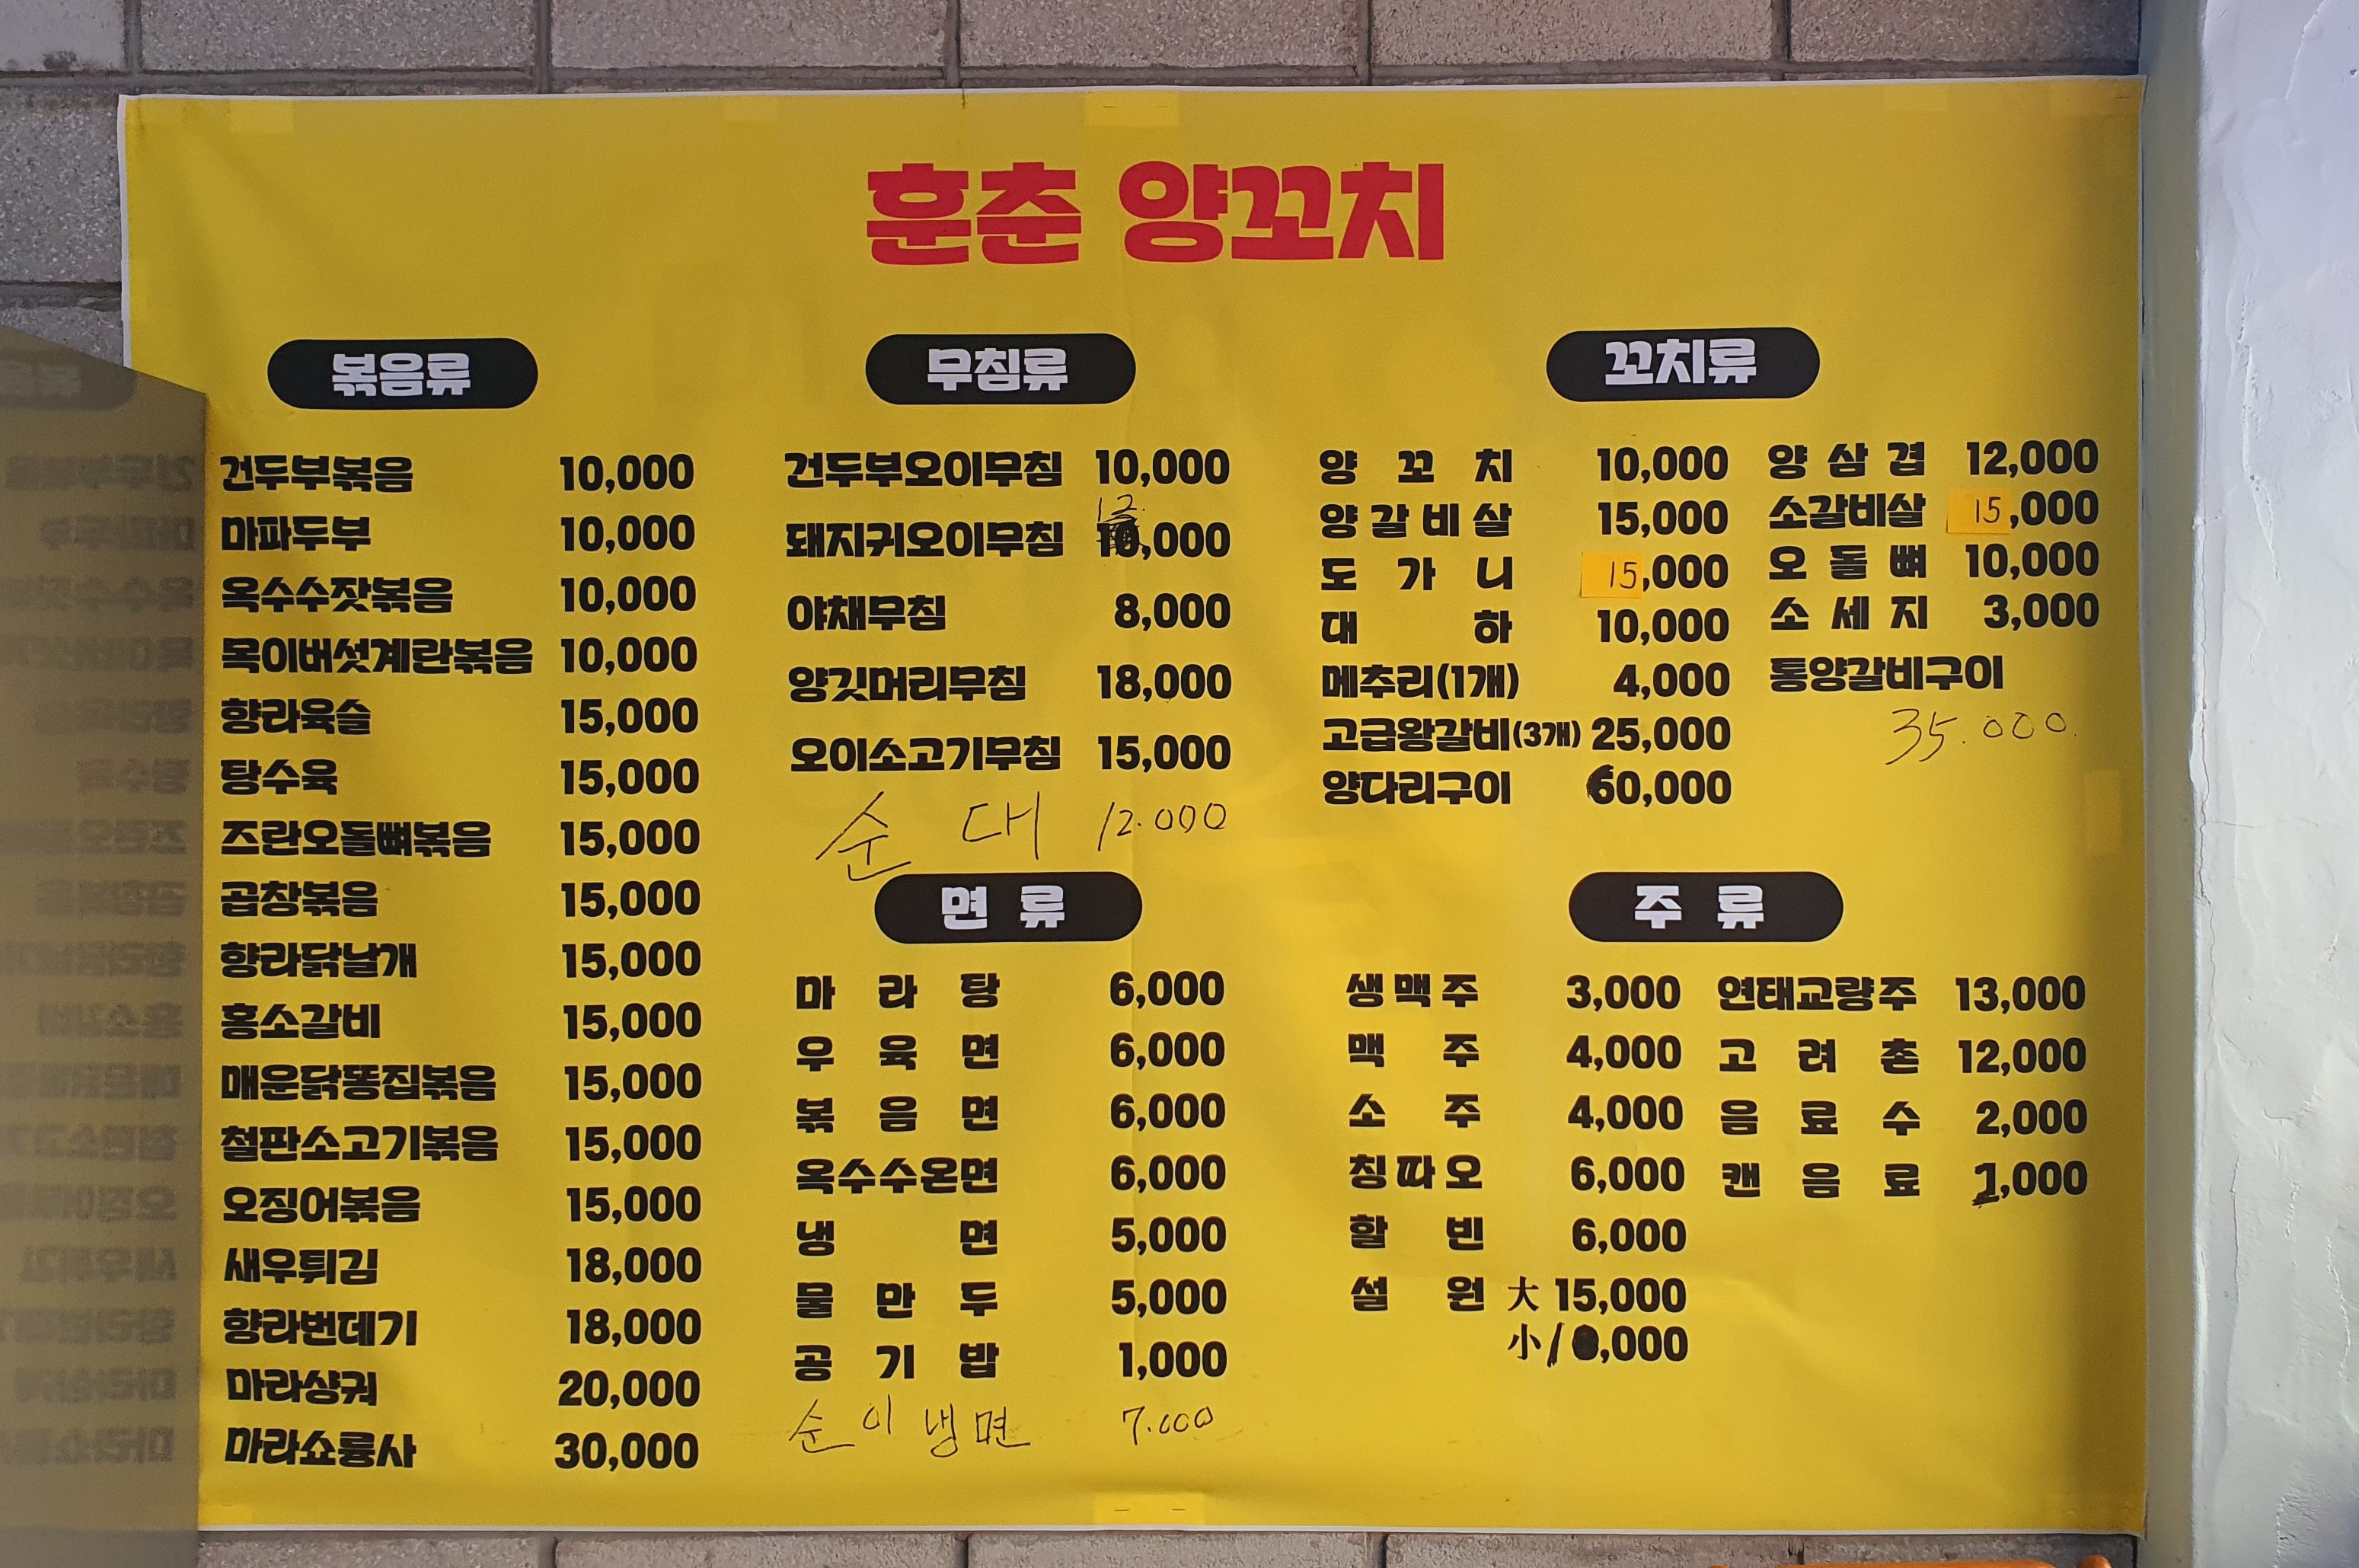 훈춘 양꼬치
볶음류
건두부볶음 10,000
마파두부 10,000
옥수수잣볶음 10,000
목이버섯계란볶음 10,000
향라육슬 15,000
탕수육 15,000
즈란오돌뼈볶음 15,000
곱창볶음 15,000
향라닭날개 15,000
홍소갈비 15,000
매운닭똥집볶음 15,000
철판소고기볶음 15,000
오징어볶음 15,000
새우튀김 18,000
향라번데기 18,000
마라샹궈 20,000
마라쇼룽사 30,000
무침류
건두부오이무침 10,000
돼지귀오이무침 12,000
야채무침 8,000
양깃머리무침 18,000
오이소고기무침 15,000
순대 12.000
면류
마라탕 6,000
우육면 6,000
볶음면 6,000
옥수수온면 6,000
냉면 5,000
물만두 5,000
공기밥 1,000
순이냉면 7.000
꼬치류
양꼬치 10,000
양갈비살 15,000
도가니 15,000
대하 10,000
메추리(1개) 4,000
고급왕갈비(3개) 25,000
양다리구이 60,000
양삼겹 12,000
소갈비살 15,000
오돌뼈 10,000
소세지 3,000
통양갈비구이
35.000
주류
생맥주 3,000
맥주 4,000
소주 4,000
칭따오 6,000
할빈 6,000
설원 大 15,000
小
연태교량주 13,000
고려촌 12,000
음료수 2,000
캔음료